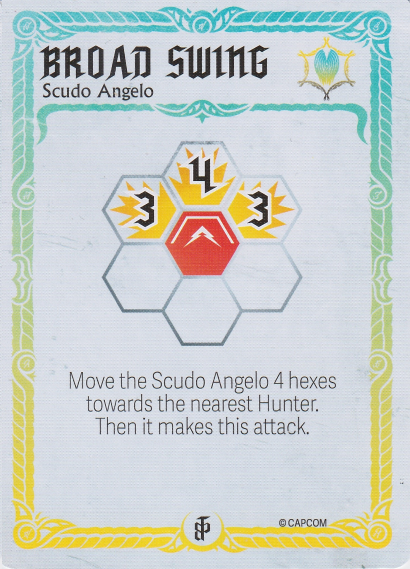 BROAD SWING
Scudo Angelo
4
3 3
Move the Scudo Angelo 4 hexes
towards the nearest Hunter.
Then it makes this attack.
© CAPCOM